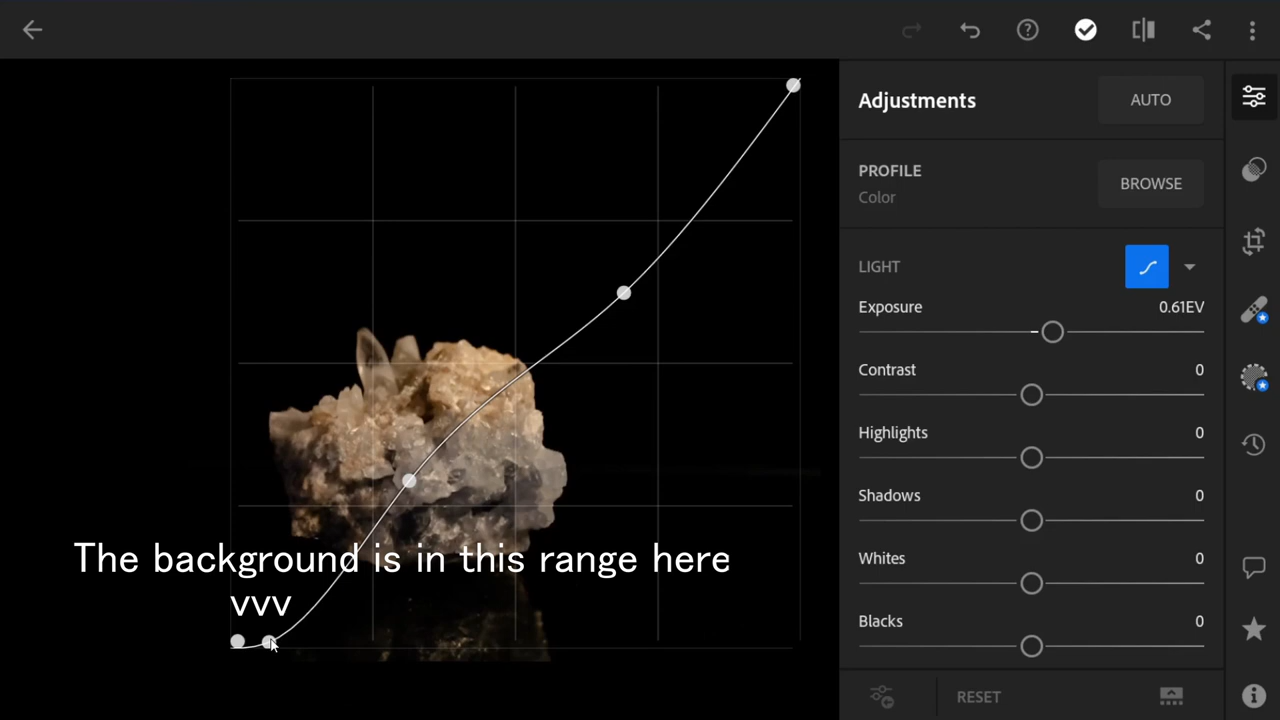 Adjustments
AUTO
PROFILE
Color
BROWSE
LIGHT
Exposure 0.61EV
Contrast 0
Highlights 0
Shadows 0
Whites 0
Blacks 0
RESET
The background is in this range here
vvv